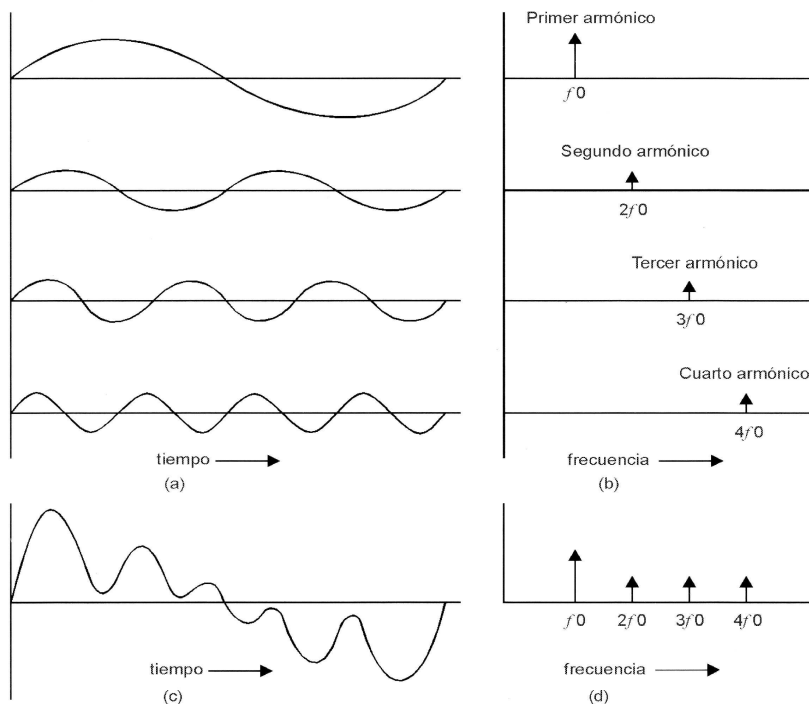 Primer armónico
f0
Segundo armónico
2f0
Tercer armónico
3f0
Cuarto armónico
4f0
tiempo
(a)
frecuencia
(b)
f0 2f0 3f0 4f0
tiempo
(c)
frecuencia
(d)